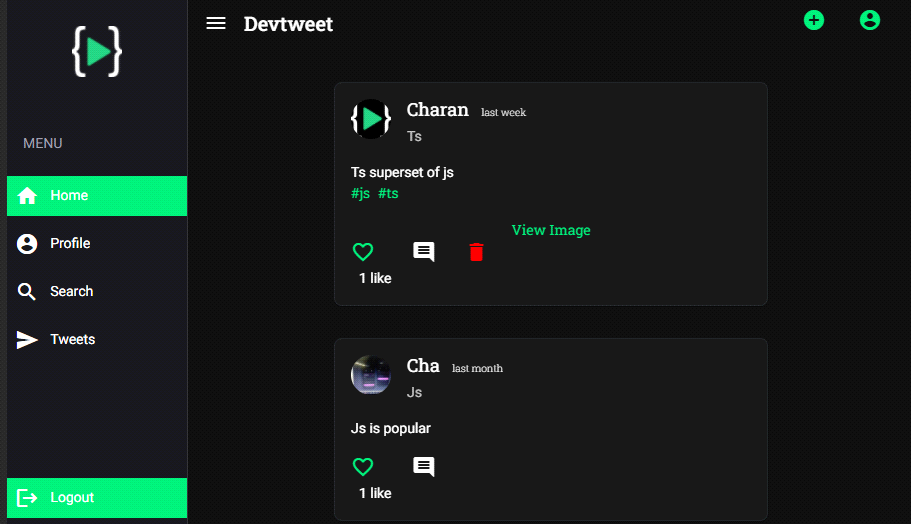 Devtweet
MENU
Home
Profile
Search
Tweets
Logout
Charan last week
Ts
Ts superset of js
#js #ts
View Image
1 like
Cha last month
Js
Js is popular
1 like